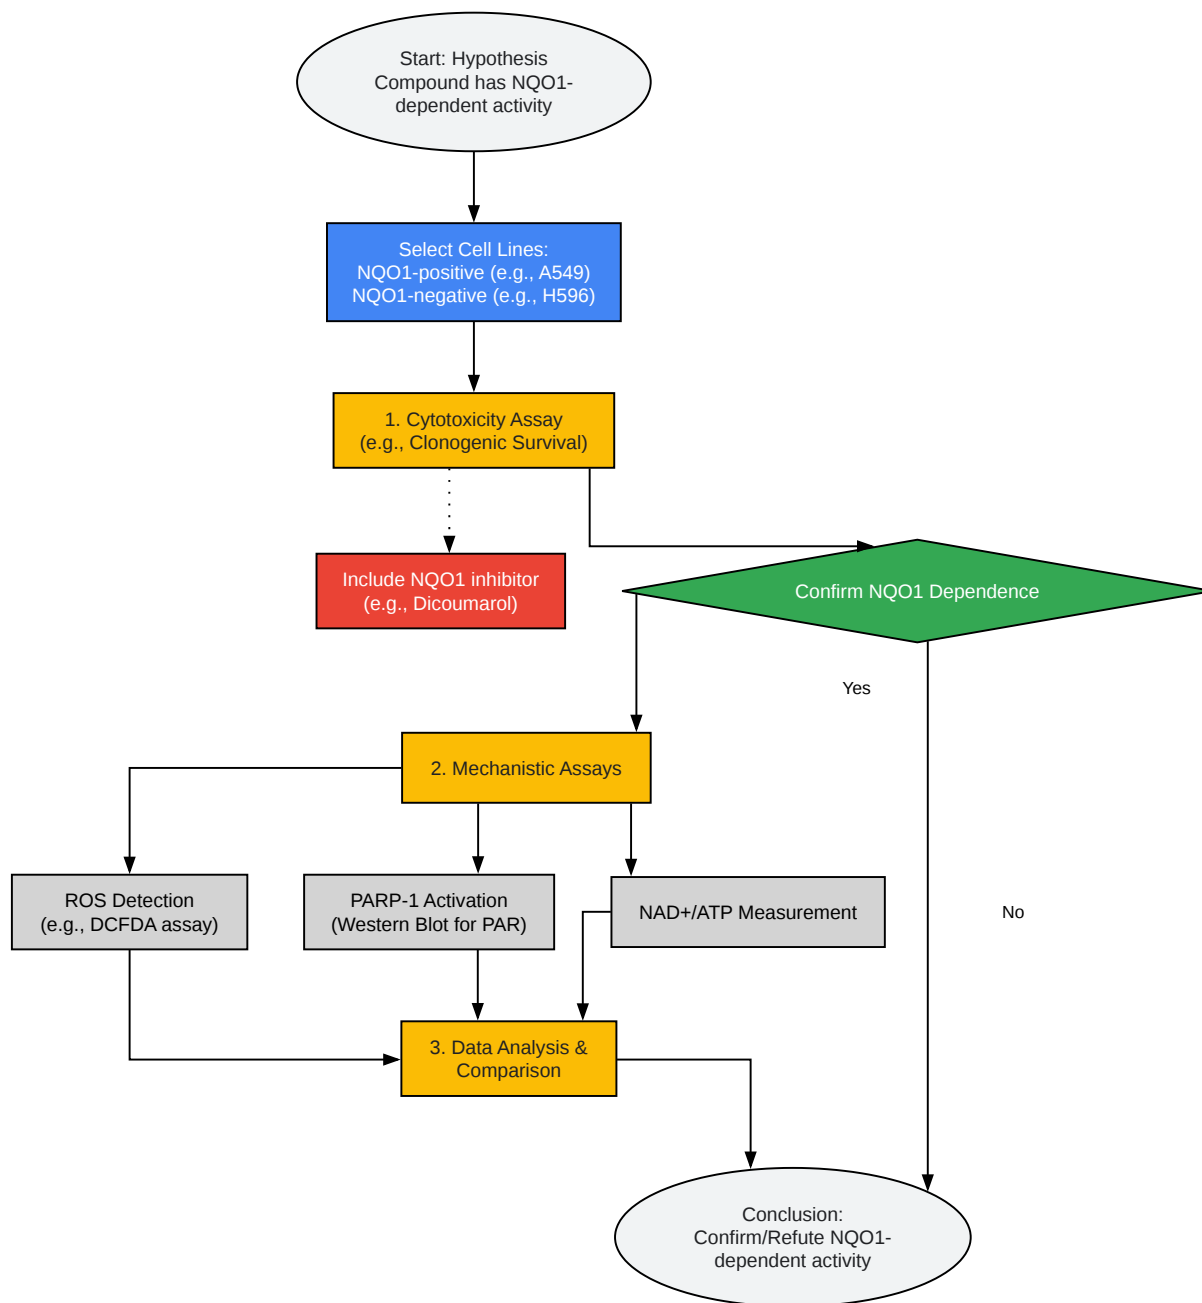 Start: Hypothesis
Compound has NQO1-
dependent activity
Select Cell Lines:
NQO1-positive (e.g., A549)
NQO1-negative (e.g., H596)
1. Cytotoxicity Assay
(e.g., Clonogenic Survival)
Include NQO1 inhibitor
(e.g., Dicoumarol)
Confirm NQO1 Dependence
Yes
2. Mechanistic Assays
ROS Detection
(e.g., DCFDA assay)
PARP-1 Activation
(Western Blot for PAR)
NAD+/ATP Measurement
No
3. Data Analysis &
Comparison
Conclusion:
Confirm/Refute NQO1-
dependent activity